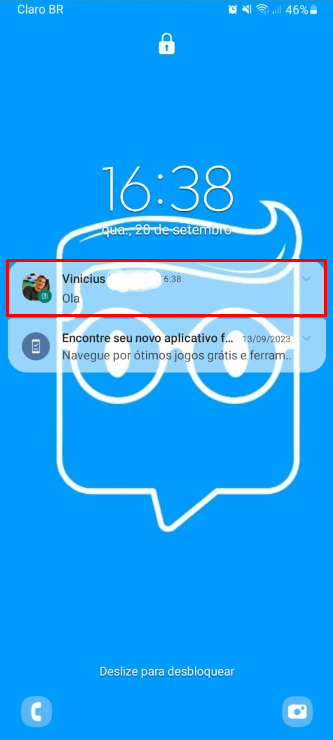 Claro BR 46%
16:38
qua., 20 de setembro
Vinicius 6:38
Ola
Encontre seu novo aplicativo f... 13/09/2023
Navegue por ótimos jogos grátis e ferram..
Deslize para desbloquear